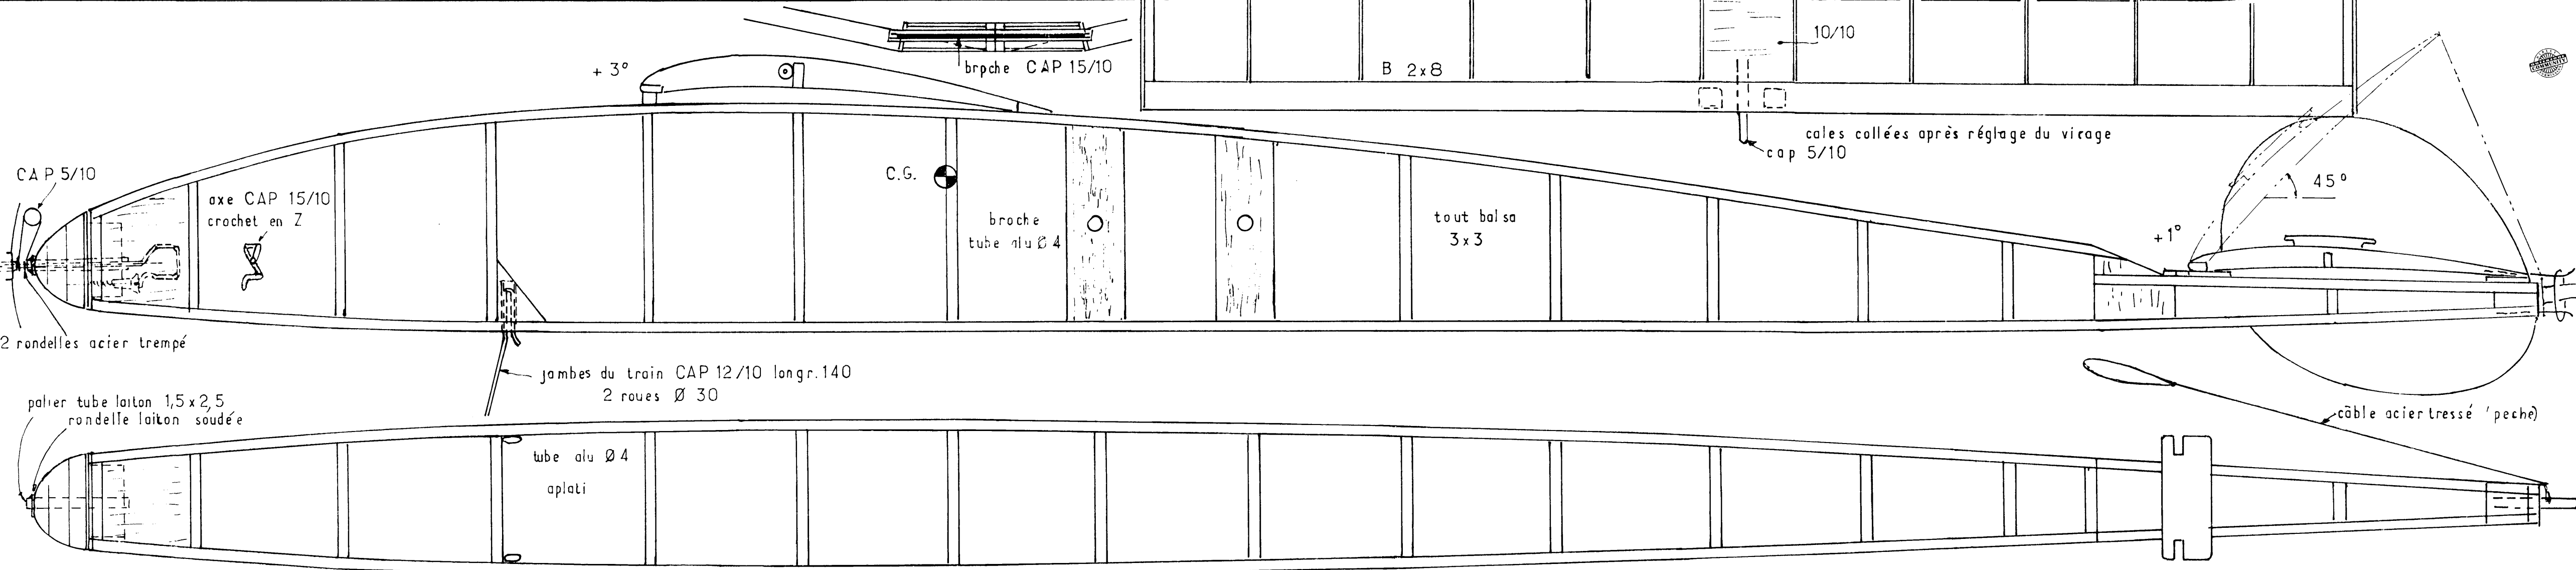 + 3°
brpche CAP 15/10
10/10
B 2x8
cales collées après réglage du virage
cap 5/10
CAP 5/10
axe CAP 15/10
crochet en Z
C.G.
broche
tube alu Ø 4
tout balsa
3x3
+1°
45°
2 rondelles acier trempé
jambes du train CAP 12/10 longr. 140
2 roues Ø 30
palier tube laiton 1,5 x 2,5
rondelle laiton soudée
tube alu Ø 4
aplati
câble acier tressé (peche)